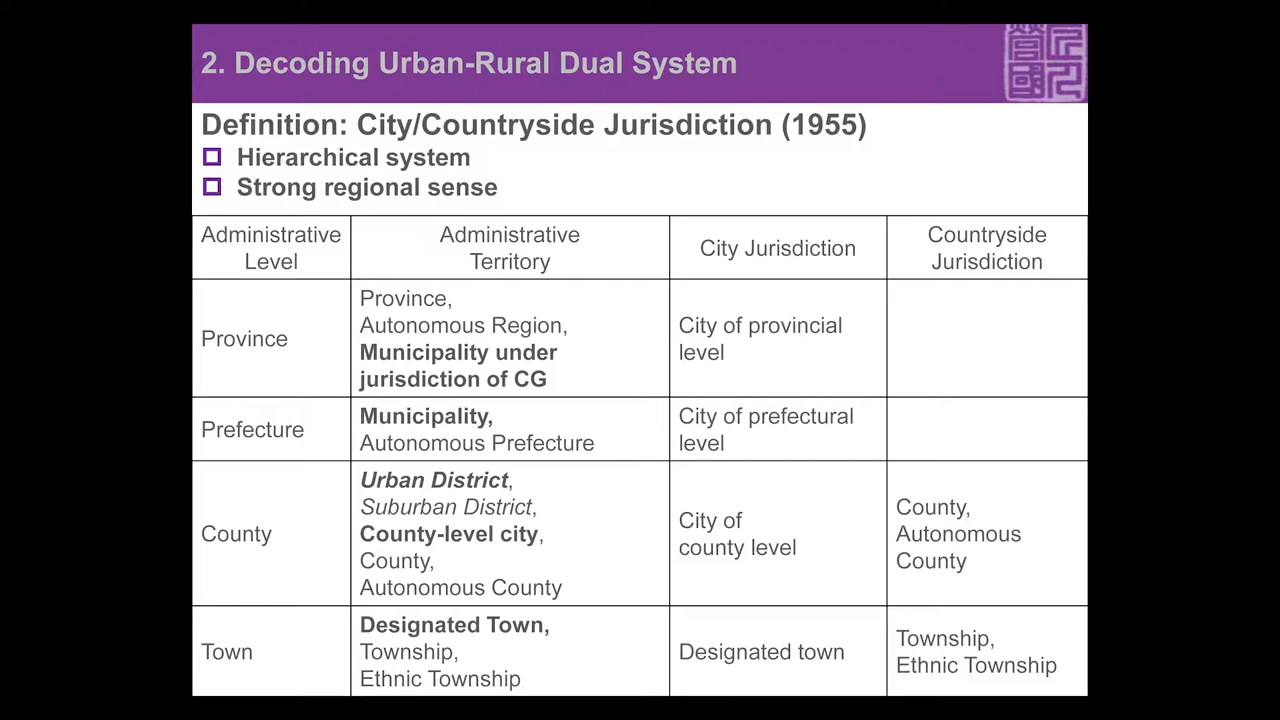 2. Decoding Urban-Rural Dual System
Definition: City/Countryside Jurisdiction (1955)
Hierarchical system
Strong regional sense
Administrative Level
Administrative Territory
City Jurisdiction
Countryside Jurisdiction
Province
Province,
Autonomous Region,
Municipality under
jurisdiction of CG
City of provincial
level
Prefecture
Municipality,
Autonomous Prefecture
City of prefectural
level
County
Urban District,
Suburban District,
County-level city,
County,
Autonomous County
City of
county level
County,
Autonomous
County
Town
Designated Town,
Township,
Ethnic Township
Designated town
Township,
Ethnic Township